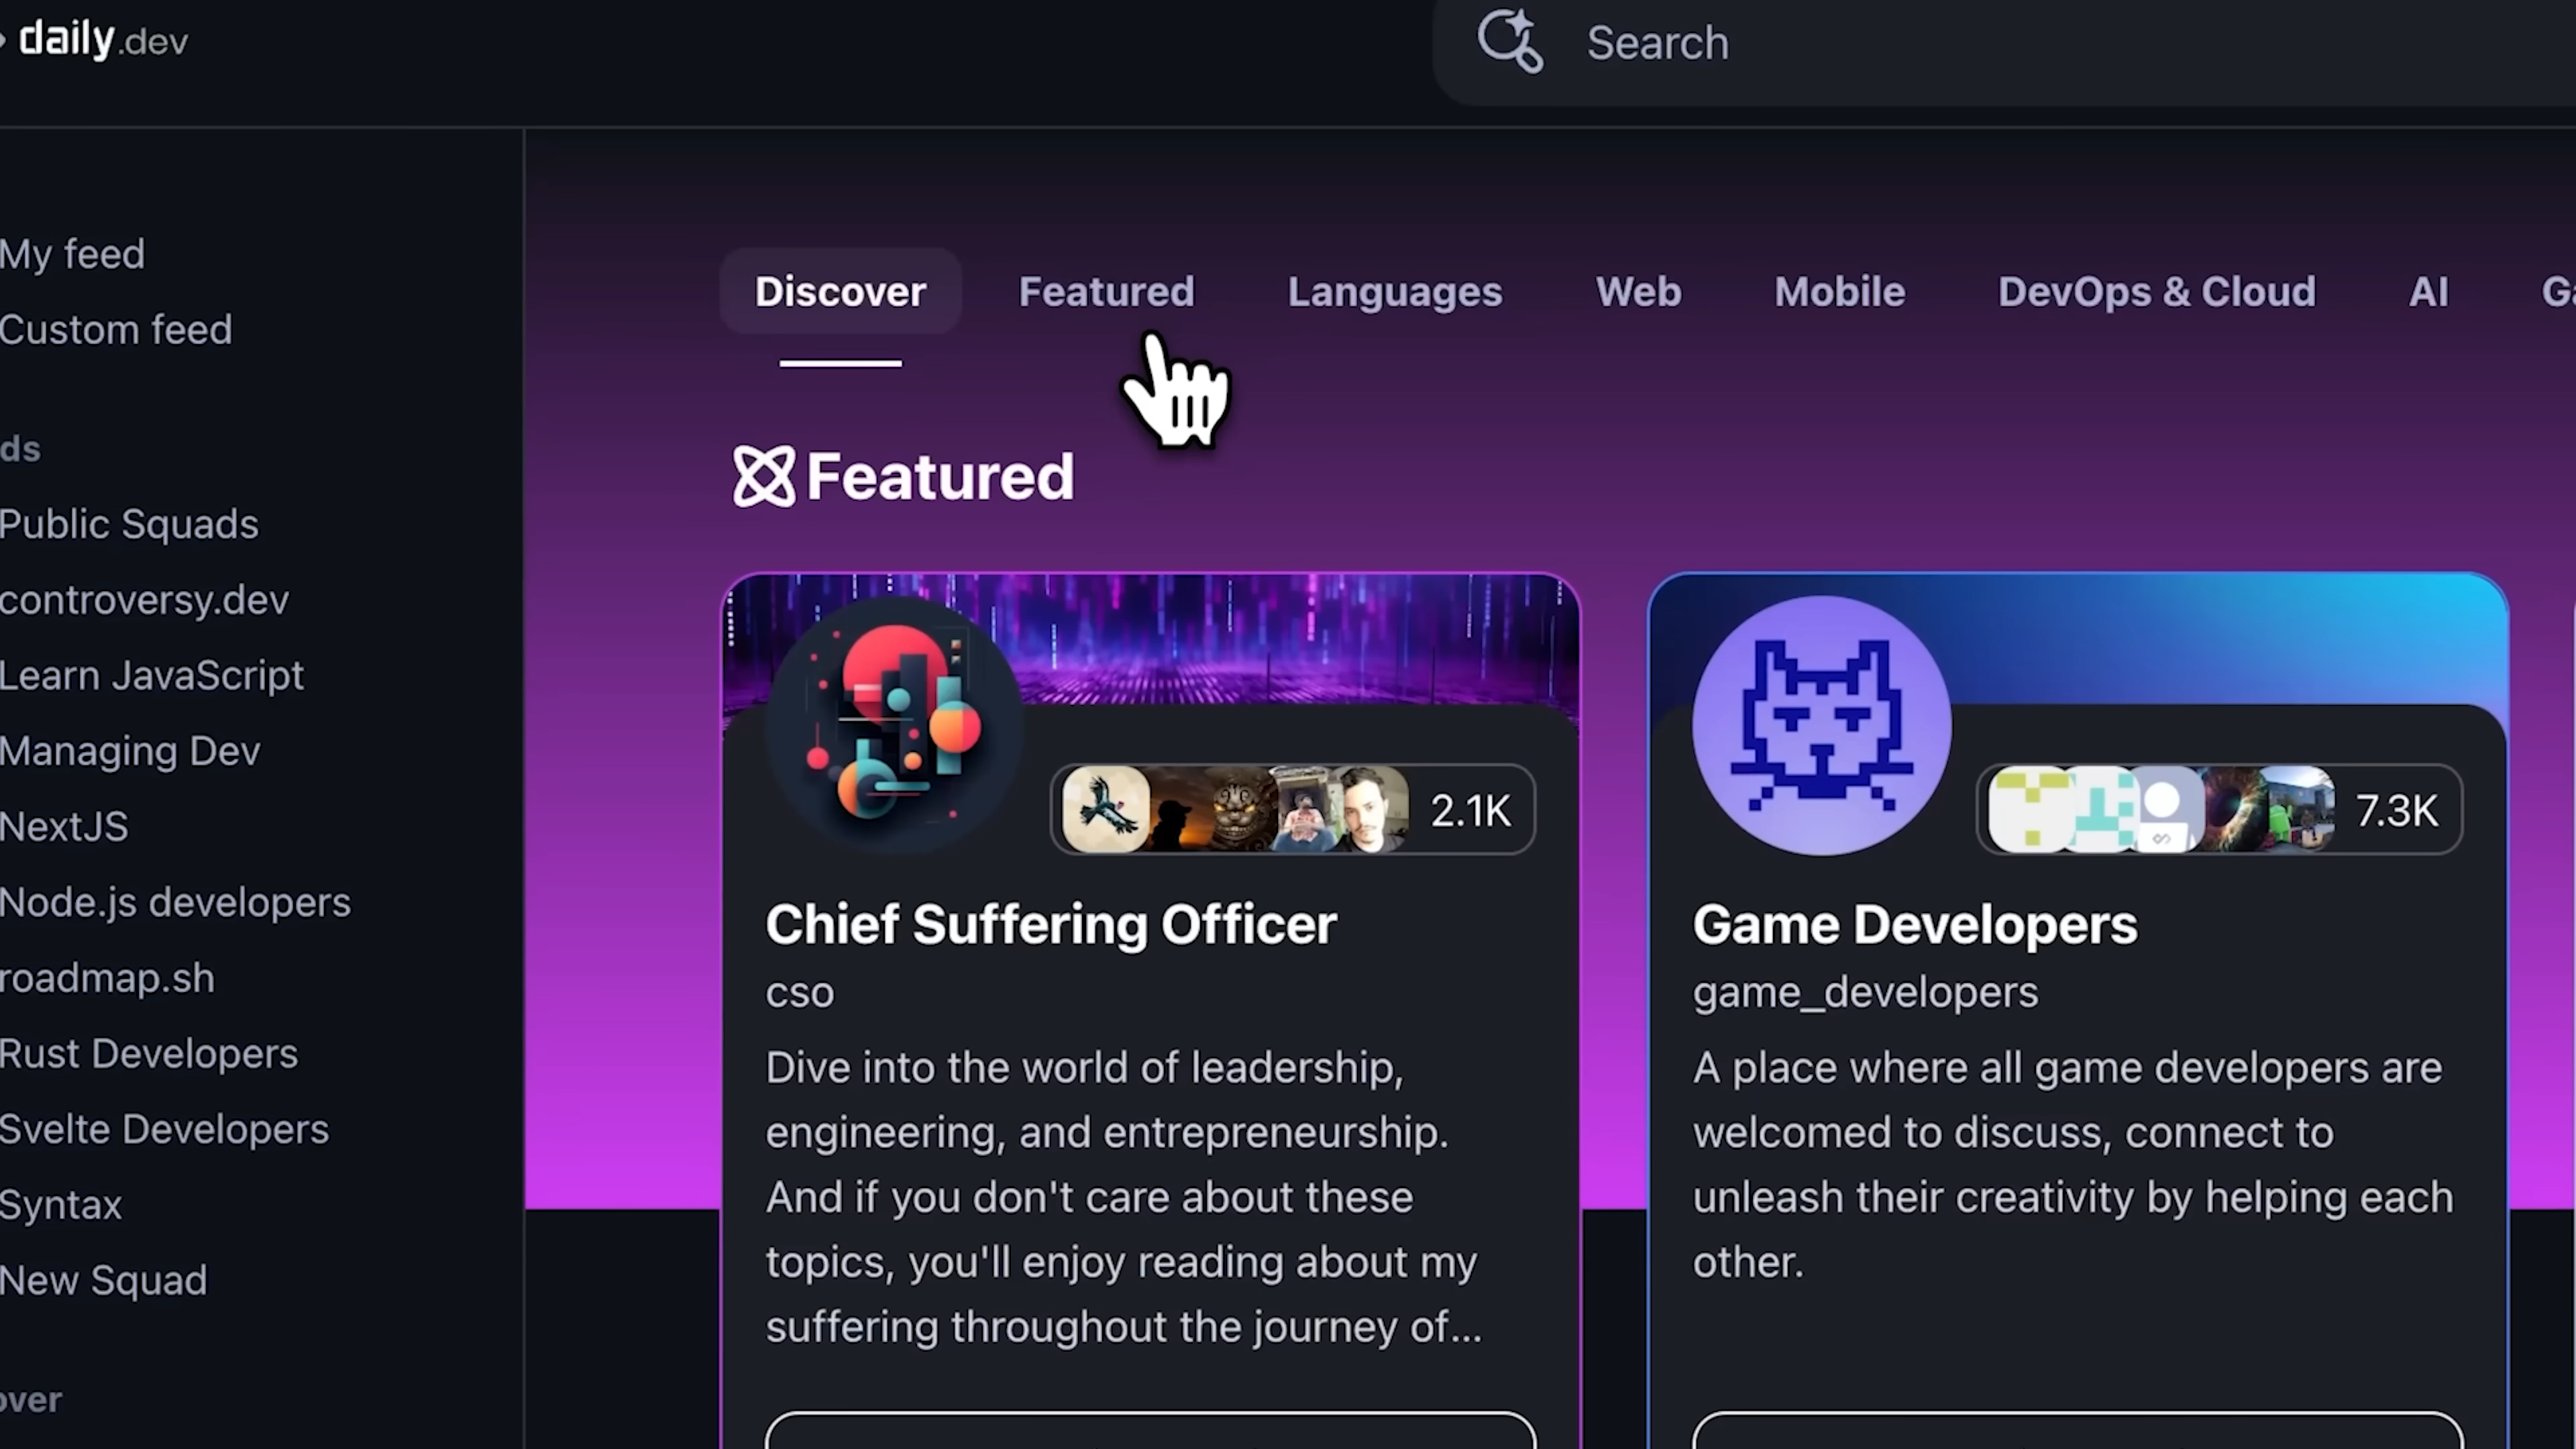 daily.dev
Search
My feed
Custom feed
ds
Public Squads
controversy.dev
Learn JavaScript
Managing Dev
NextJS
Node.js developers
roadmap.sh
Rust Developers
Svelte Developers
Syntax
New Squad
over
Discover
Featured
Languages
Web
Mobile
DevOps & Cloud
AI
Ga
Featured
2.1K
Chief Suffering Officer
cso
Dive into the world of leadership,
engineering, and entrepreneurship.
And if you don't care about these
topics, you'll enjoy reading about my
suffering throughout the journey of...
7.3K
Game Developers
game_developers
A place where all game developers are
welcomed to discuss, connect to
unleash their creativity by helping each
other.